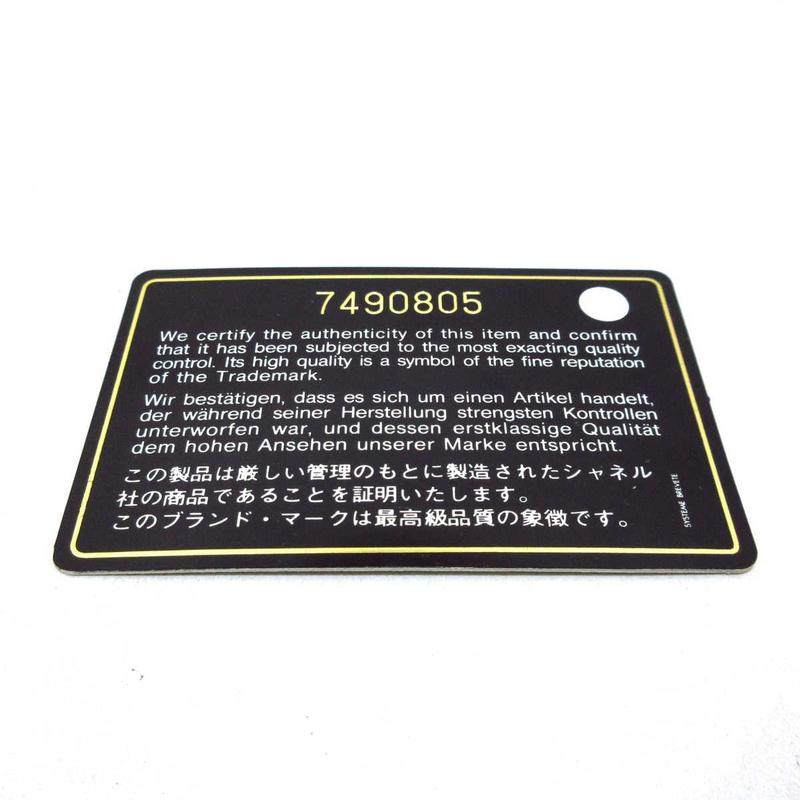 7490805
We certify the authenticity of this item and confirm
that it has been subjected to the most exacting quality
control. Its high quality is a symbol of the fine reputation
of the Trademark.
Wir bestätigen, dass es sich um einen Artikel handelt,
der während seiner Herstellung strengsten Kontrollen
unterworfen war, und dessen erstklassige Qualität
dem hohen Ansehen unserer Marke entspricht.
この製品は厳しい管理のもとに製造されたシャネル
社の商品であることを証明いたします。
このブランド・マークは最高級品質の象徴です。
SYSTEME BREVETE